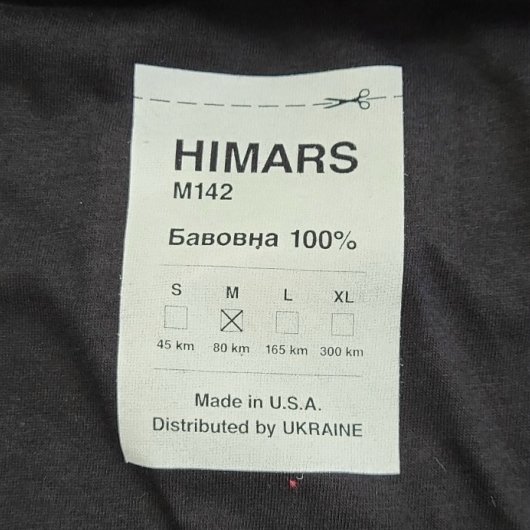 HIMARS
M142
Бавовна 100%
S M L XL
45 km 80 km 165 km 300 km
Made in U.S.A.
Distributed by UKRAINE